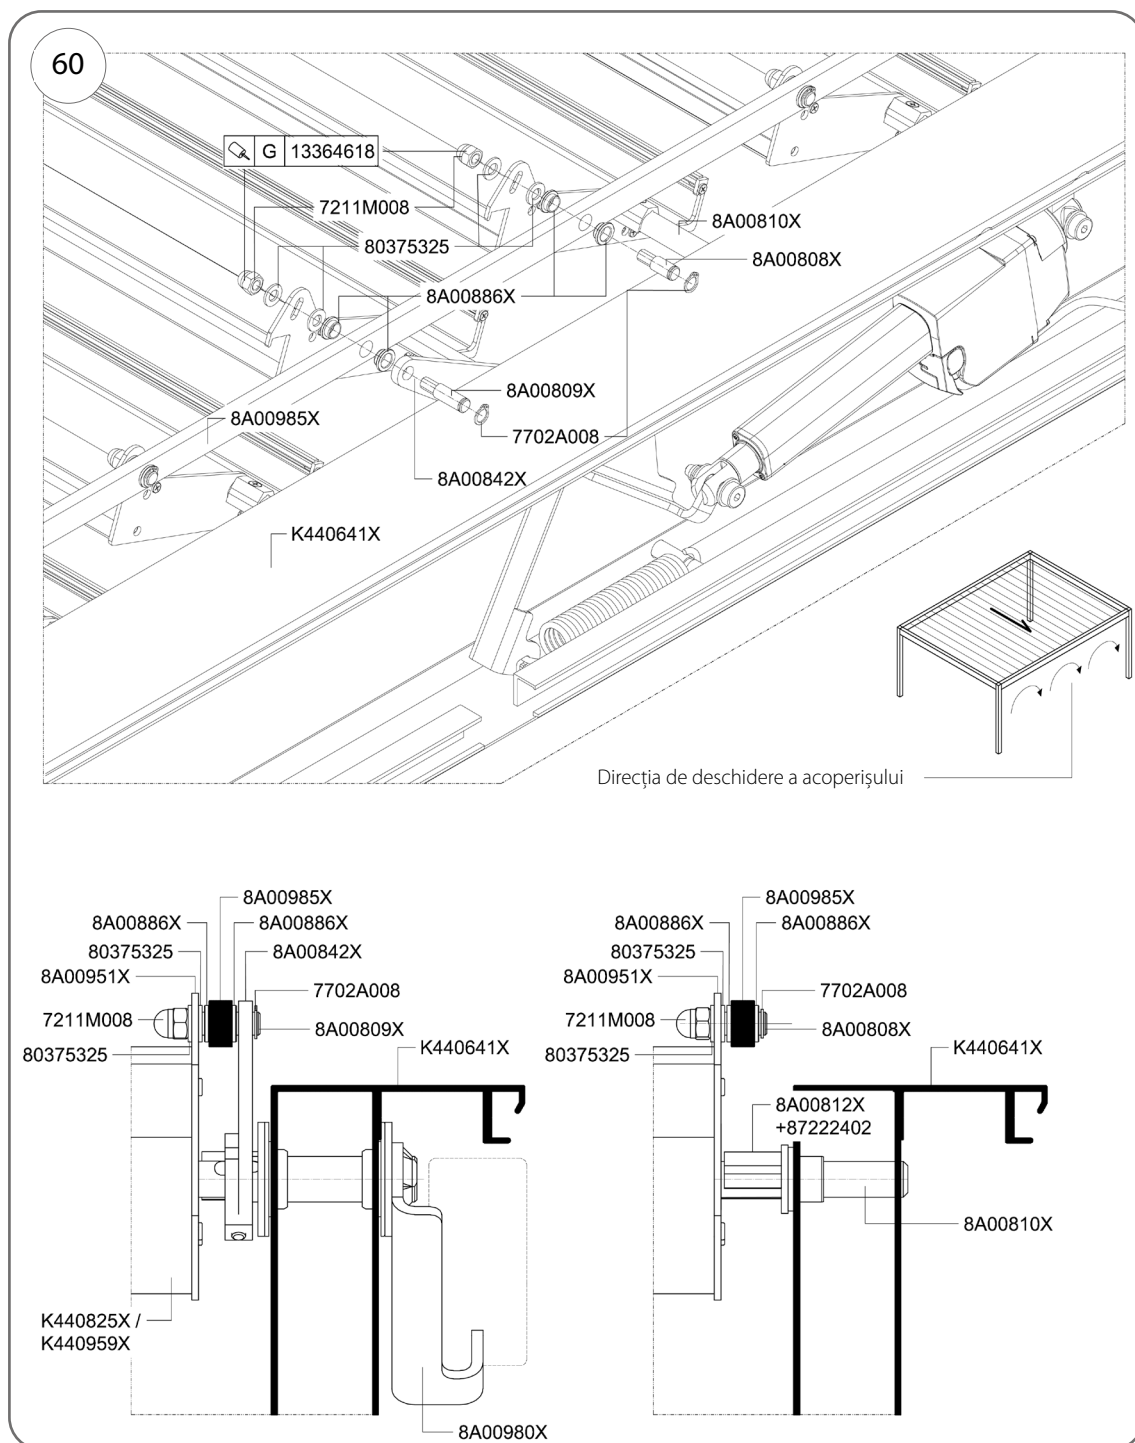 60
G 13364618
7211M008
80375325
8A00886X
8A00810X
8A00808X
8A00809X
7702A008
8A00985X
8A00842X
K440641X
Direcția de deschidere a acoperișului
8A00985X
8A00886X
8A00886X
80375325
8A00842X
8A00951X
7702A008
7211M008
8A00809X
80375325
K440641X
K440825X /
K440959X
8A00980X
8A00985X
8A00886X
8A00886X
80375325
8A00951X
7702A008
7211M008
8A00808X
80375325
K440641X
8A00812X
+87222402
8A00810X